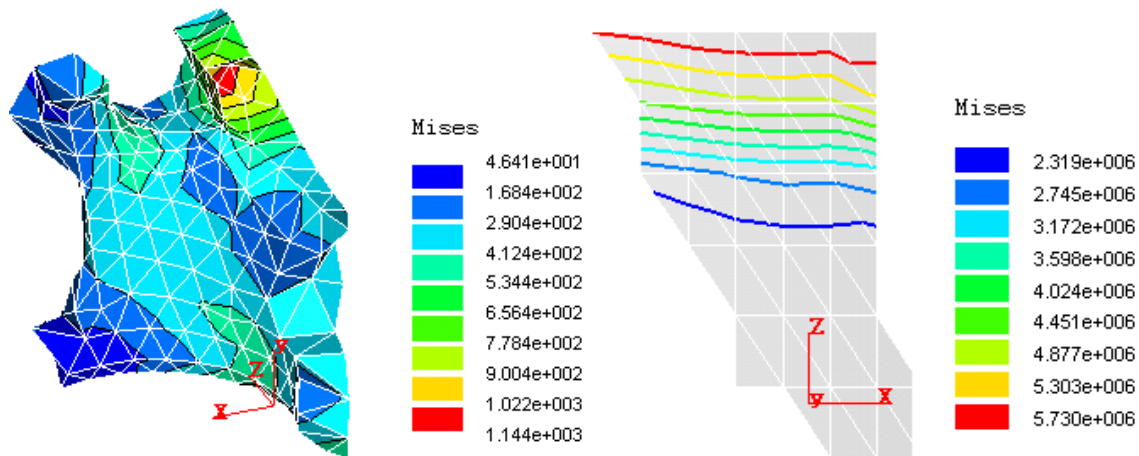 Mises
4.641e+001
1.684e+002
2.904e+002
4.124e+002
5.344e+002
6.564e+002
7.784e+002
9.004e+002
1.022e+003
1.144e+003
Y
Z
X
Mises
2.319e+006
2.745e+006
3.172e+006
3.598e+006
4.024e+006
4.451e+006
4.877e+006
5.303e+006
5.730e+006
Z
y
X